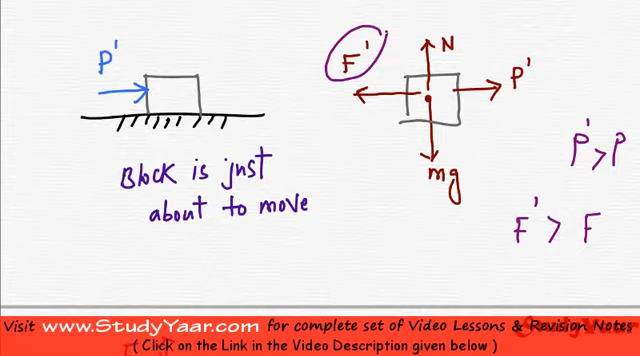 P'
Block is just
about to move
F'
N
P'
mg
P' > P
F' > F
Visit www.StudyYaar.com for complete set of Video Lessons & Revision Notes
( Click on the Link in the Video Description given below )
StudyYaar